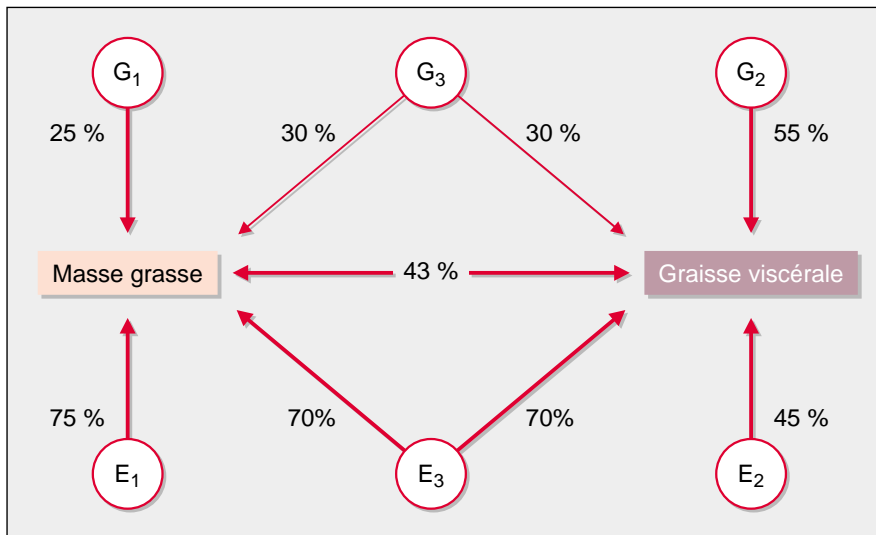 G₁ G₃ G₂
25 % 30 % 30 % 55 %
Masse grasse 43 % Graisse viscérale
75 % 70% 70% 45 %
E₁ E₃ E₂